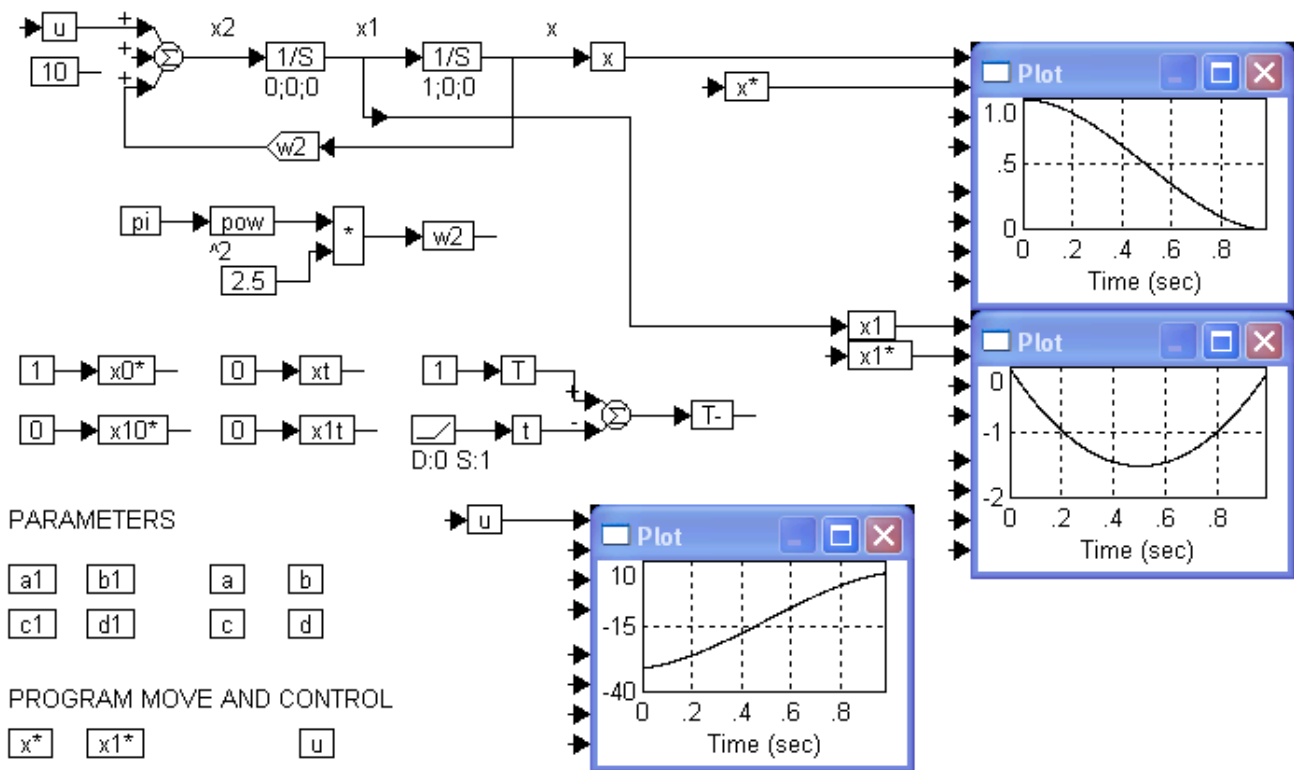 u + x2 x1 x
+ Σ 1/S 1/S x Plot
10 + 0;0;0 1;0;0 x*
w2
1.0
.5
0
0 .2 .4 .6 .8
Time (sec)
pi pow * w2
^2
2.5
x1 Plot
x1*
0
-1
-2
0 .2 .4 .6 .8
Time (sec)
1 x0* 0 xt 1 T + Σ T-
0 x10* 0 x1t t -
D:0 S:1
PARAMETERS
a1 b1 a b
c1 d1 c d
u Plot
10
-15
-40
0 .2 .4 .6 .8
Time (sec)
PROGRAM MOVE AND CONTROL
x* x1* u